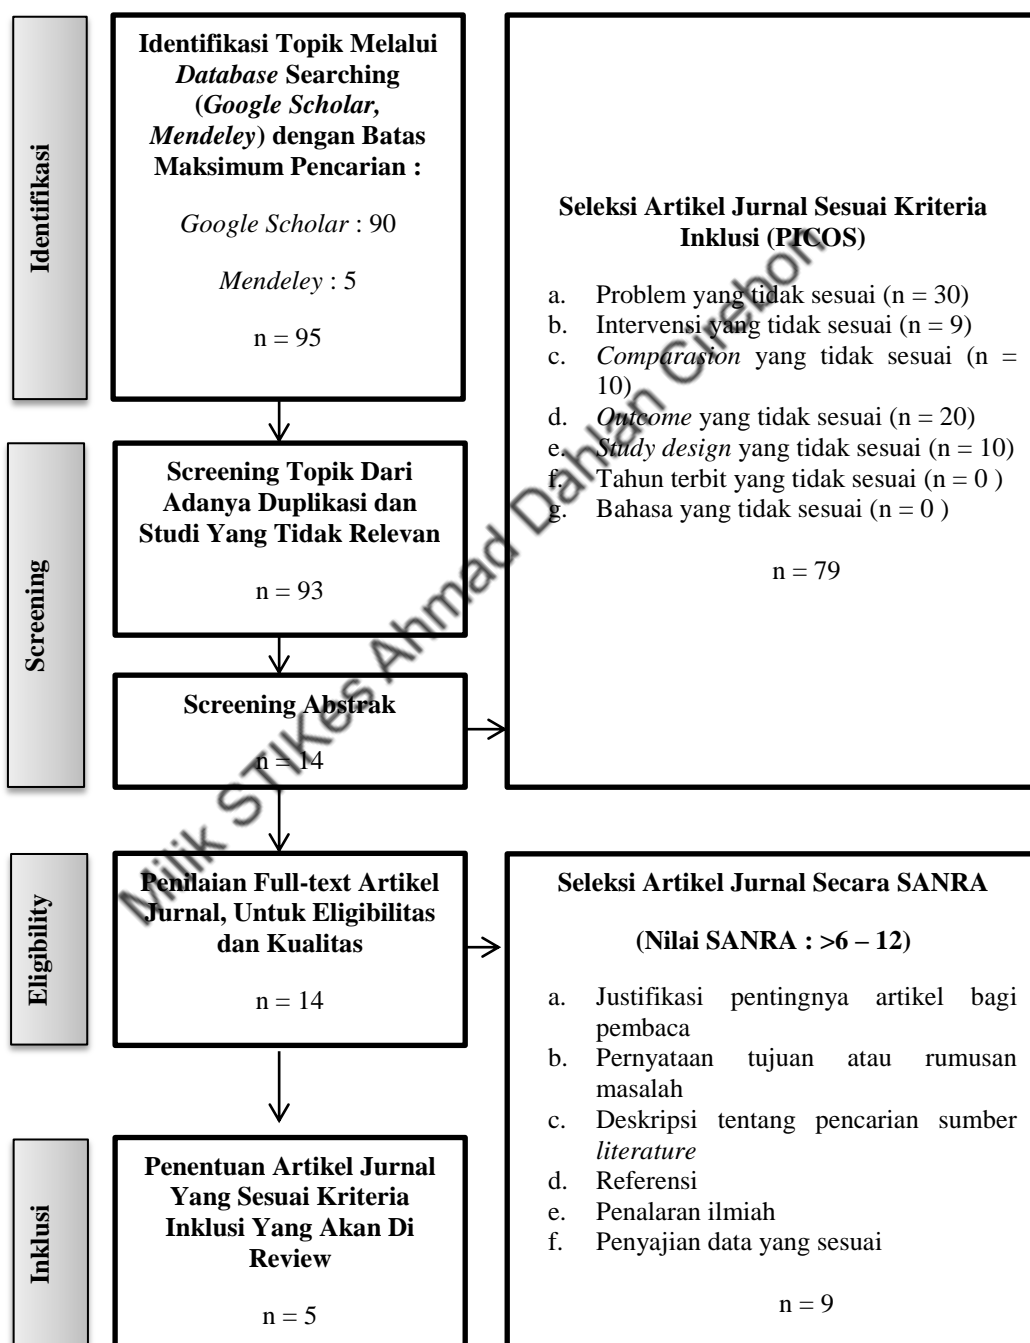 Identifikasi
Identifikasi Topik Melalui
Database Searching
(Google Scholar,
Mendeley) dengan Batas
Maksimum Pencarian :
Google Scholar : 90
Mendeley : 5
n = 95
Seleksi Artikel Jurnal Sesuai Kriteria
Inklusi (PICOS)
a. Problem yang tidak sesuai (n = 30)
b. Intervensi yang tidak sesuai (n = 9)
c. Comparasion yang tidak sesuai (n =
10)
d. Outcome yang tidak sesuai (n = 20)
e. Study design yang tidak sesuai (n = 10)
f. Tahun terbit yang tidak sesuai (n = 0 )
g. Bahasa yang tidak sesuai (n = 0 )
n = 79
Screening
Screening Topik Dari
Adanya Duplikasi dan
Studi Yang Tidak Relevan
n = 93
Screening Abstrak
n = 14
Eligibility
Penilaian Full-text Artikel
Jurnal, Untuk Eligibilitas
dan Kualitas
n = 14
Seleksi Artikel Jurnal Secara SANRA
(Nilai SANRA : >6 – 12)
a. Justifikasi pentingnya artikel bagi
pembaca
b. Pernyataan tujuan atau rumusan
masalah
c. Deskripsi tentang pencarian sumber
literature
d. Referensi
e. Penalaran ilmiah
f. Penyajian data yang sesuai
n = 9
Inklusi
Penentuan Artikel Jurnal
Yang Sesuai Kriteria
Inklusi Yang Akan Di
Review
n = 5
Milik STIKes Ahmad Dahlan Cirebon